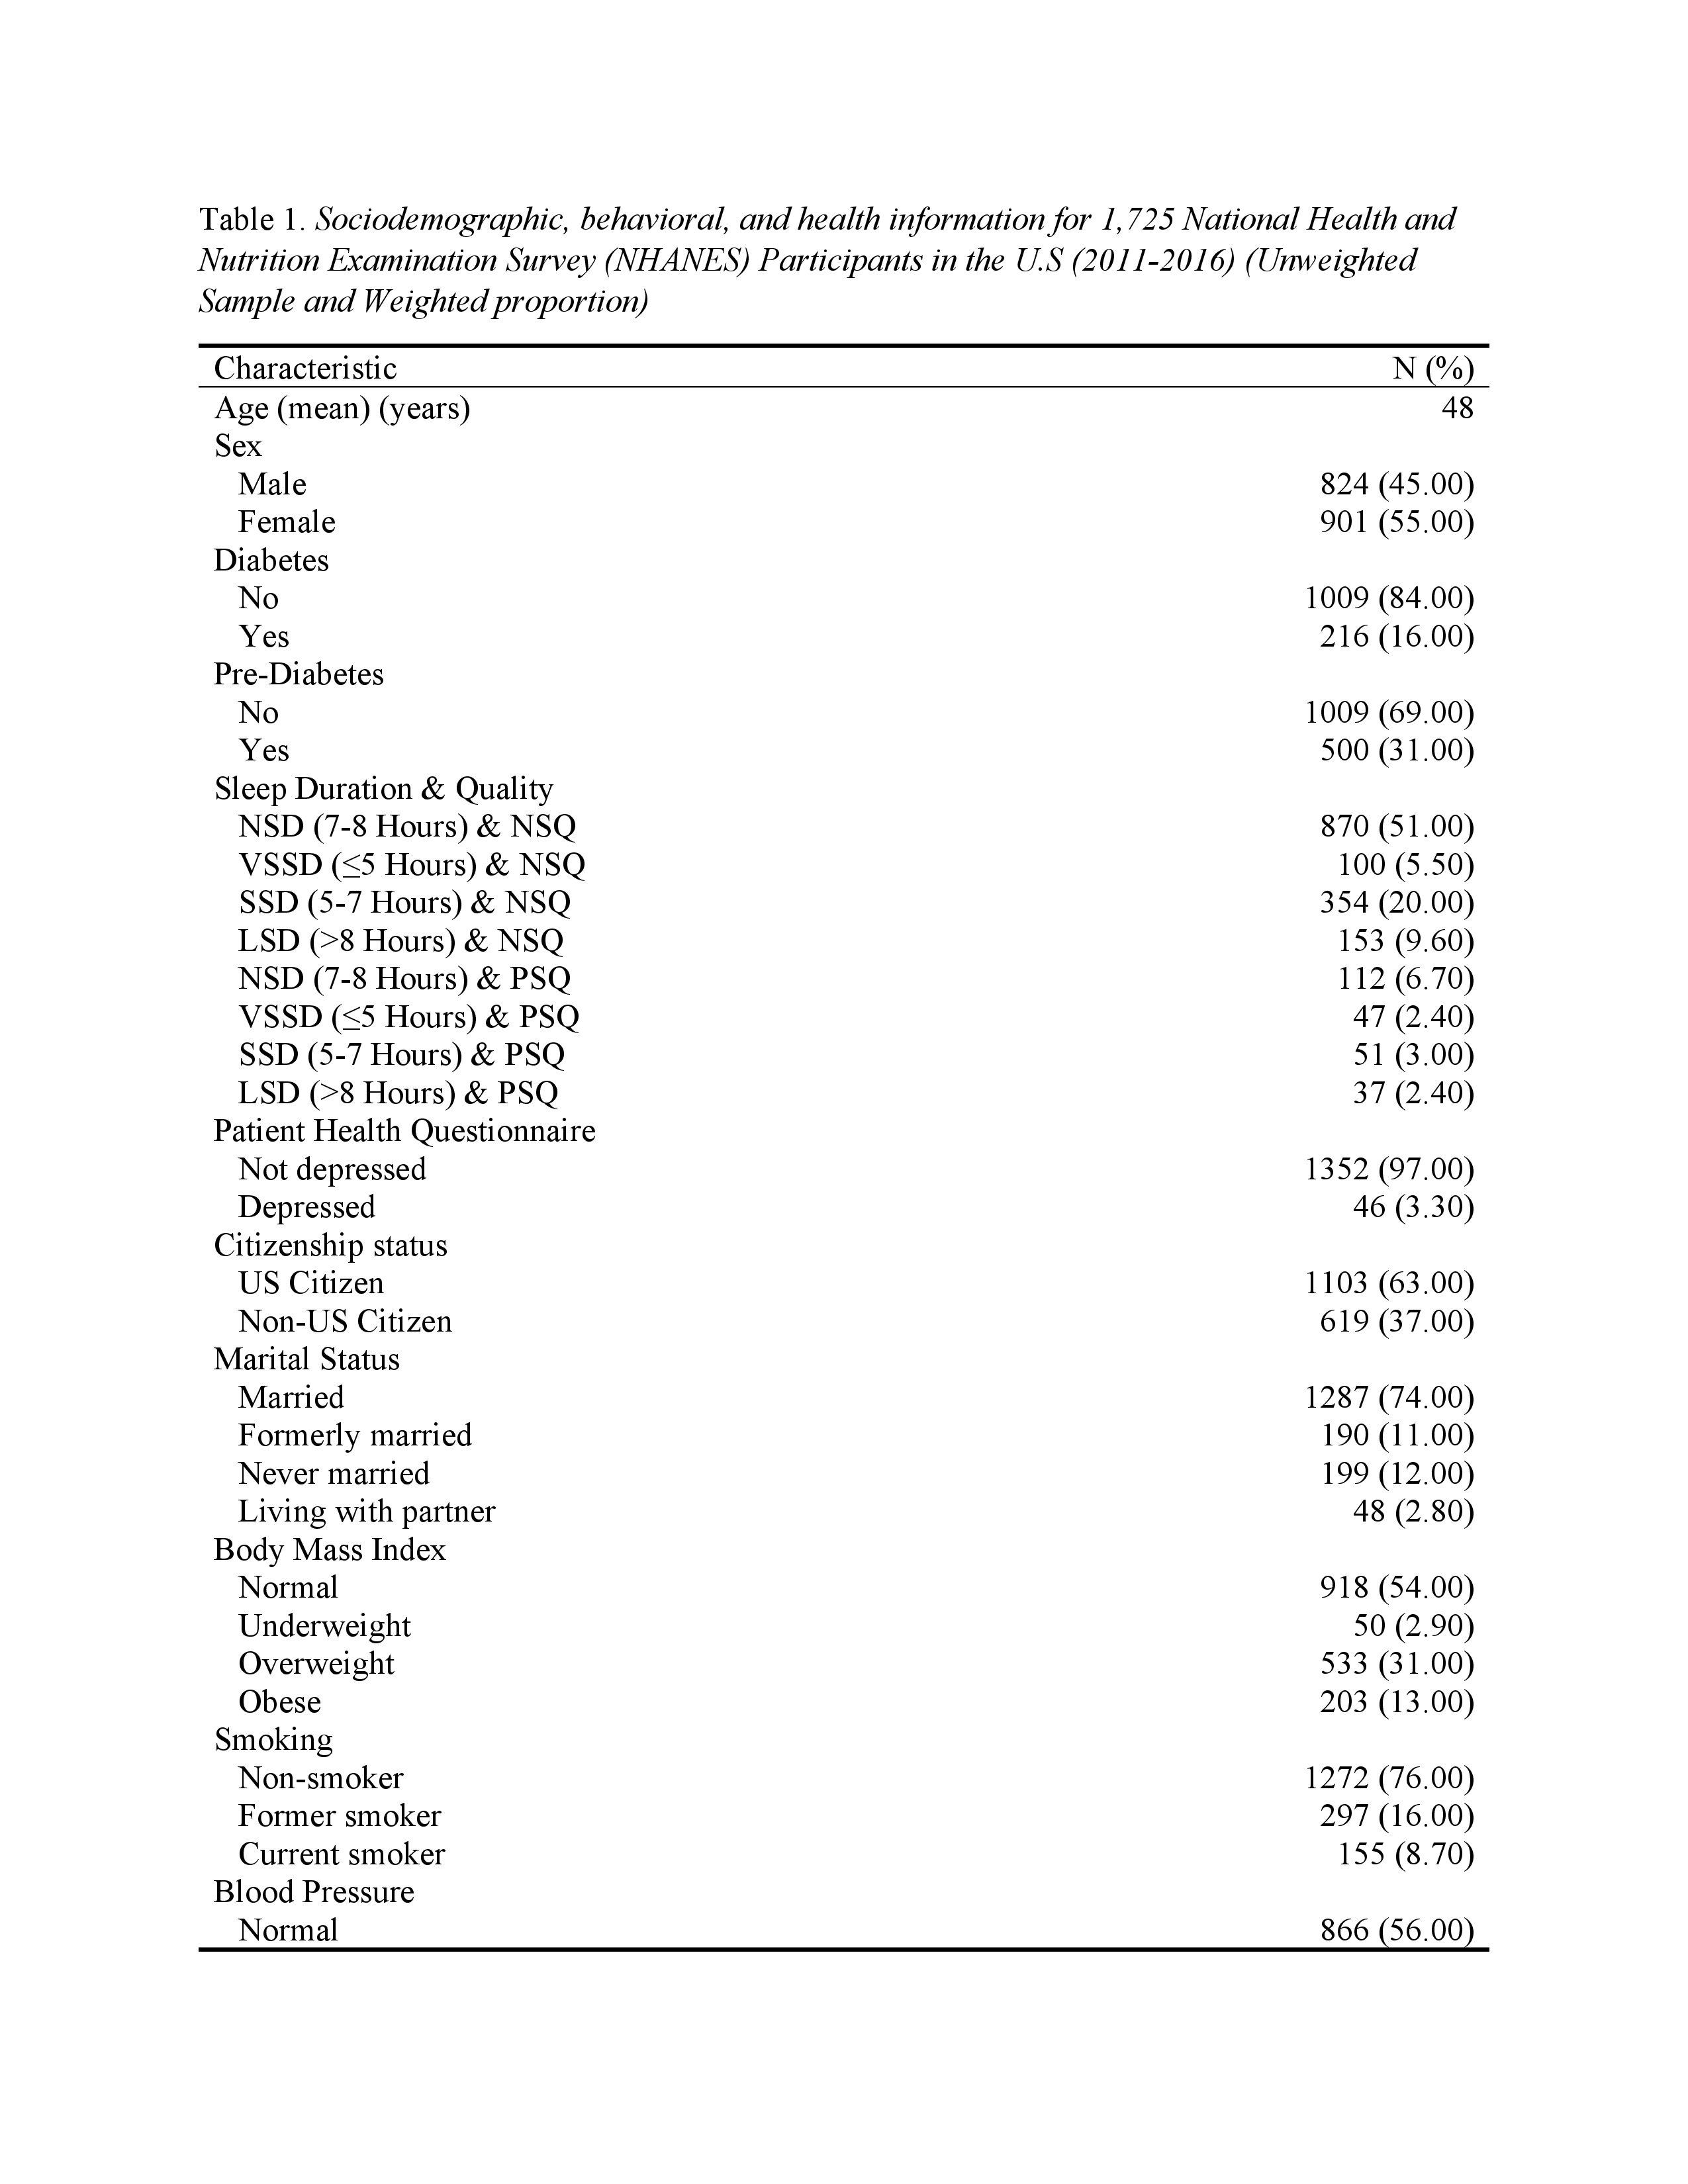 Table 1. Sociodemographic, behavioral, and health information for 1,725 National Health and
Nutrition Examination Survey (NHANES) Participants in the U.S (2011-2016) (Unweighted
Sample and Weighted proportion)
Characteristic N (%)
Age (mean) (years) 48
Sex
Male 824 (45.00)
Female 901 (55.00)
Diabetes
No 1009 (84.00)
Yes 216 (16.00)
Pre-Diabetes
No 1009 (69.00)
Yes 500 (31.00)
Sleep Duration & Quality
NSD (7-8 Hours) & NSQ 870 (51.00)
VSSD (≤5 Hours) & NSQ 100 (5.50)
SSD (5-7 Hours) & NSQ 354 (20.00)
LSD (>8 Hours) & NSQ 153 (9.60)
NSD (7-8 Hours) & PSQ 112 (6.70)
VSSD (≤5 Hours) & PSQ 47 (2.40)
SSD (5-7 Hours) & PSQ 51 (3.00)
LSD (>8 Hours) & PSQ 37 (2.40)
Patient Health Questionnaire
Not depressed 1352 (97.00)
Depressed 46 (3.30)
Citizenship status
US Citizen 1103 (63.00)
Non-US Citizen 619 (37.00)
Marital Status
Married 1287 (74.00)
Formerly married 190 (11.00)
Never married 199 (12.00)
Living with partner 48 (2.80)
Body Mass Index
Normal 918 (54.00)
Underweight 50 (2.90)
Overweight 533 (31.00)
Obese 203 (13.00)
Smoking
Non-smoker 1272 (76.00)
Former smoker 297 (16.00)
Current smoker 155 (8.70)
Blood Pressure
Normal 866 (56.00)